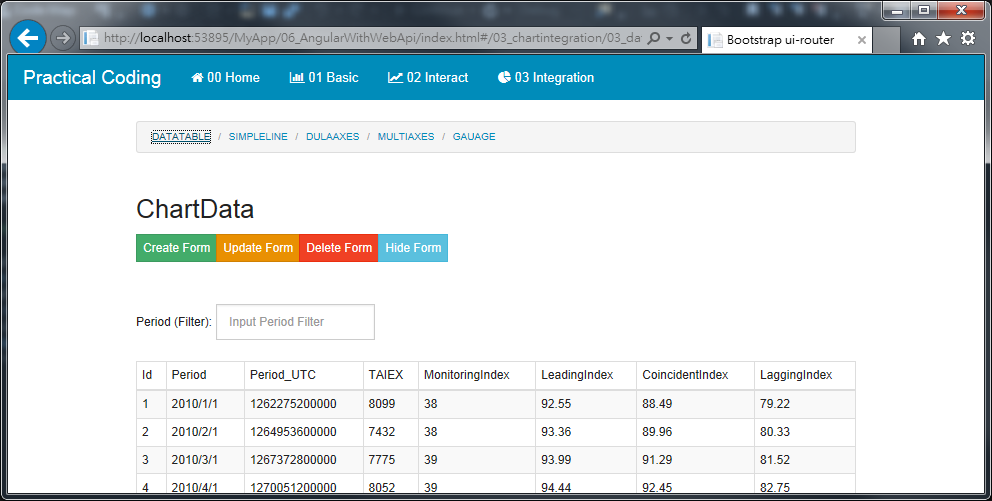 http://localhost:53895/MyApp/06_AngularWithWebApi/index.html#/03_chartintegration/03_da
Bootstrap ui-router
Practical Coding 00 Home 01 Basic 02 Interact 03 Integration
DATATABLE / SIMPLELINE / DULAAXES / MULTIAXES / GAUAGE
ChartData
Create Form Update Form Delete Form Hide Form
Period (Filter): Input Period Filter
Id Period Period_UTC TAIEX MonitoringIndex LeadingIndex CoincidentIndex LaggingIndex
1 2010/1/1 1262275200000 8099 38 92.55 88.49 79.22
2 2010/2/1 1264953600000 7432 38 93.36 89.96 80.33
3 2010/3/1 1267372800000 7775 39 93.99 91.29 81.52
4 2010/4/1 1270051200000 8052 39 94.44 92.45 82.75